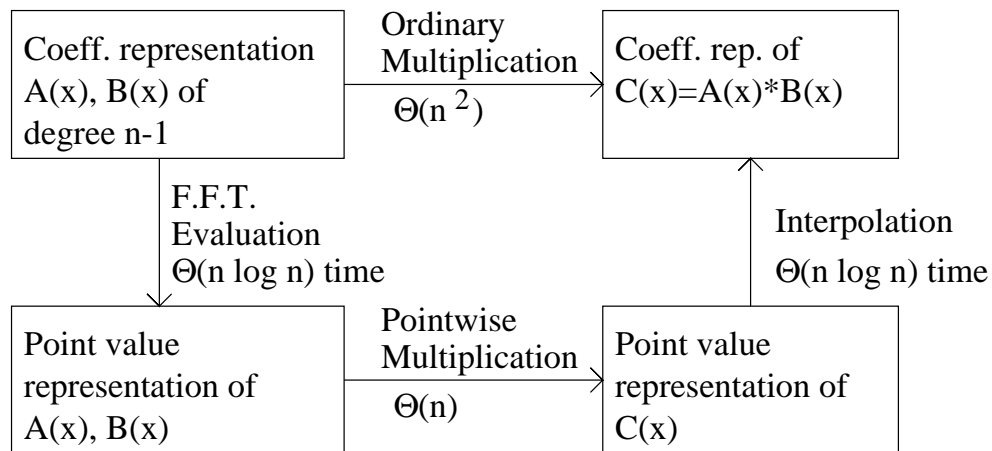 Coeff. representation
A(x), B(x) of
degree n-1
Ordinary
Multiplication
Θ(n²)
Coeff. rep. of
C(x)=A(x)*B(x)
F.F.T.
Evaluation
Θ(n log n) time
Interpolation
Θ(n log n) time
Point value
representation of
A(x), B(x)
Pointwise
Multiplication
Θ(n)
Point value
representation of
C(x)